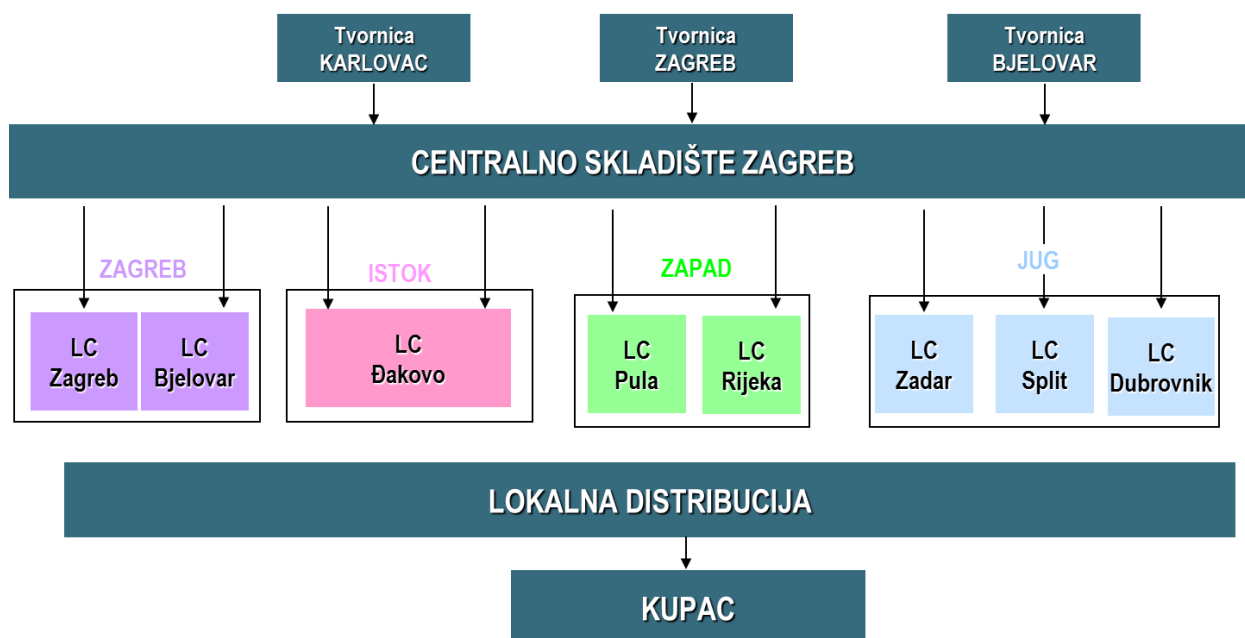 Tvornica
KARLOVAC
Tvornica
ZAGREB
Tvornica
BJELOVAR
CENTRALNO SKLADIŠTE ZAGREB
ZAGREB
ISTOK
ZAPAD
JUG
LC
Zagreb
LC
Bjelovar
LC
Đakovo
LC
Pula
LC
Rijeka
LC
Zadar
LC
Split
LC
Dubrovnik
LOKALNA DISTRIBUCIJA
KUPAC